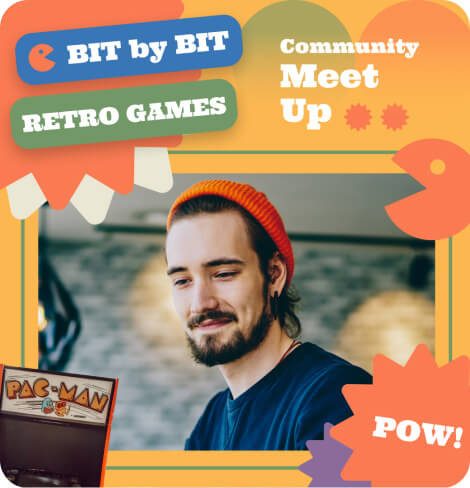 BIT by BIT
RETRO GAMES
Community
Meet
Up
PAC-MAN
POW!